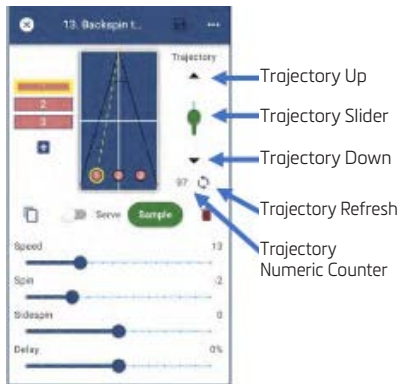 13. Backspin t...
Trajectory
Trajectory Up
Trajectory Slider
2
3
Trajectory Down
97
Trajectory Refresh
Serve
Sample
Trajectory
Numeric Counter
Speed
13
Spin
-2
Sidespin
0
Delay
0%